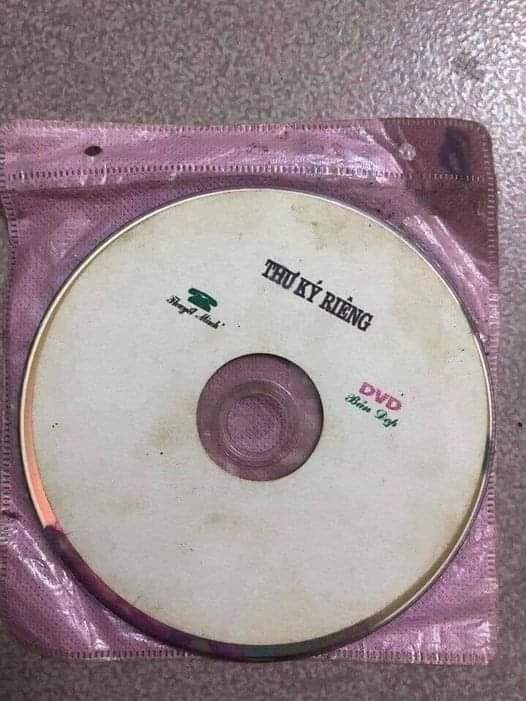 THƯ KÝ RIÊNG
Thuyết Minh
DVD
Bản Đẹp